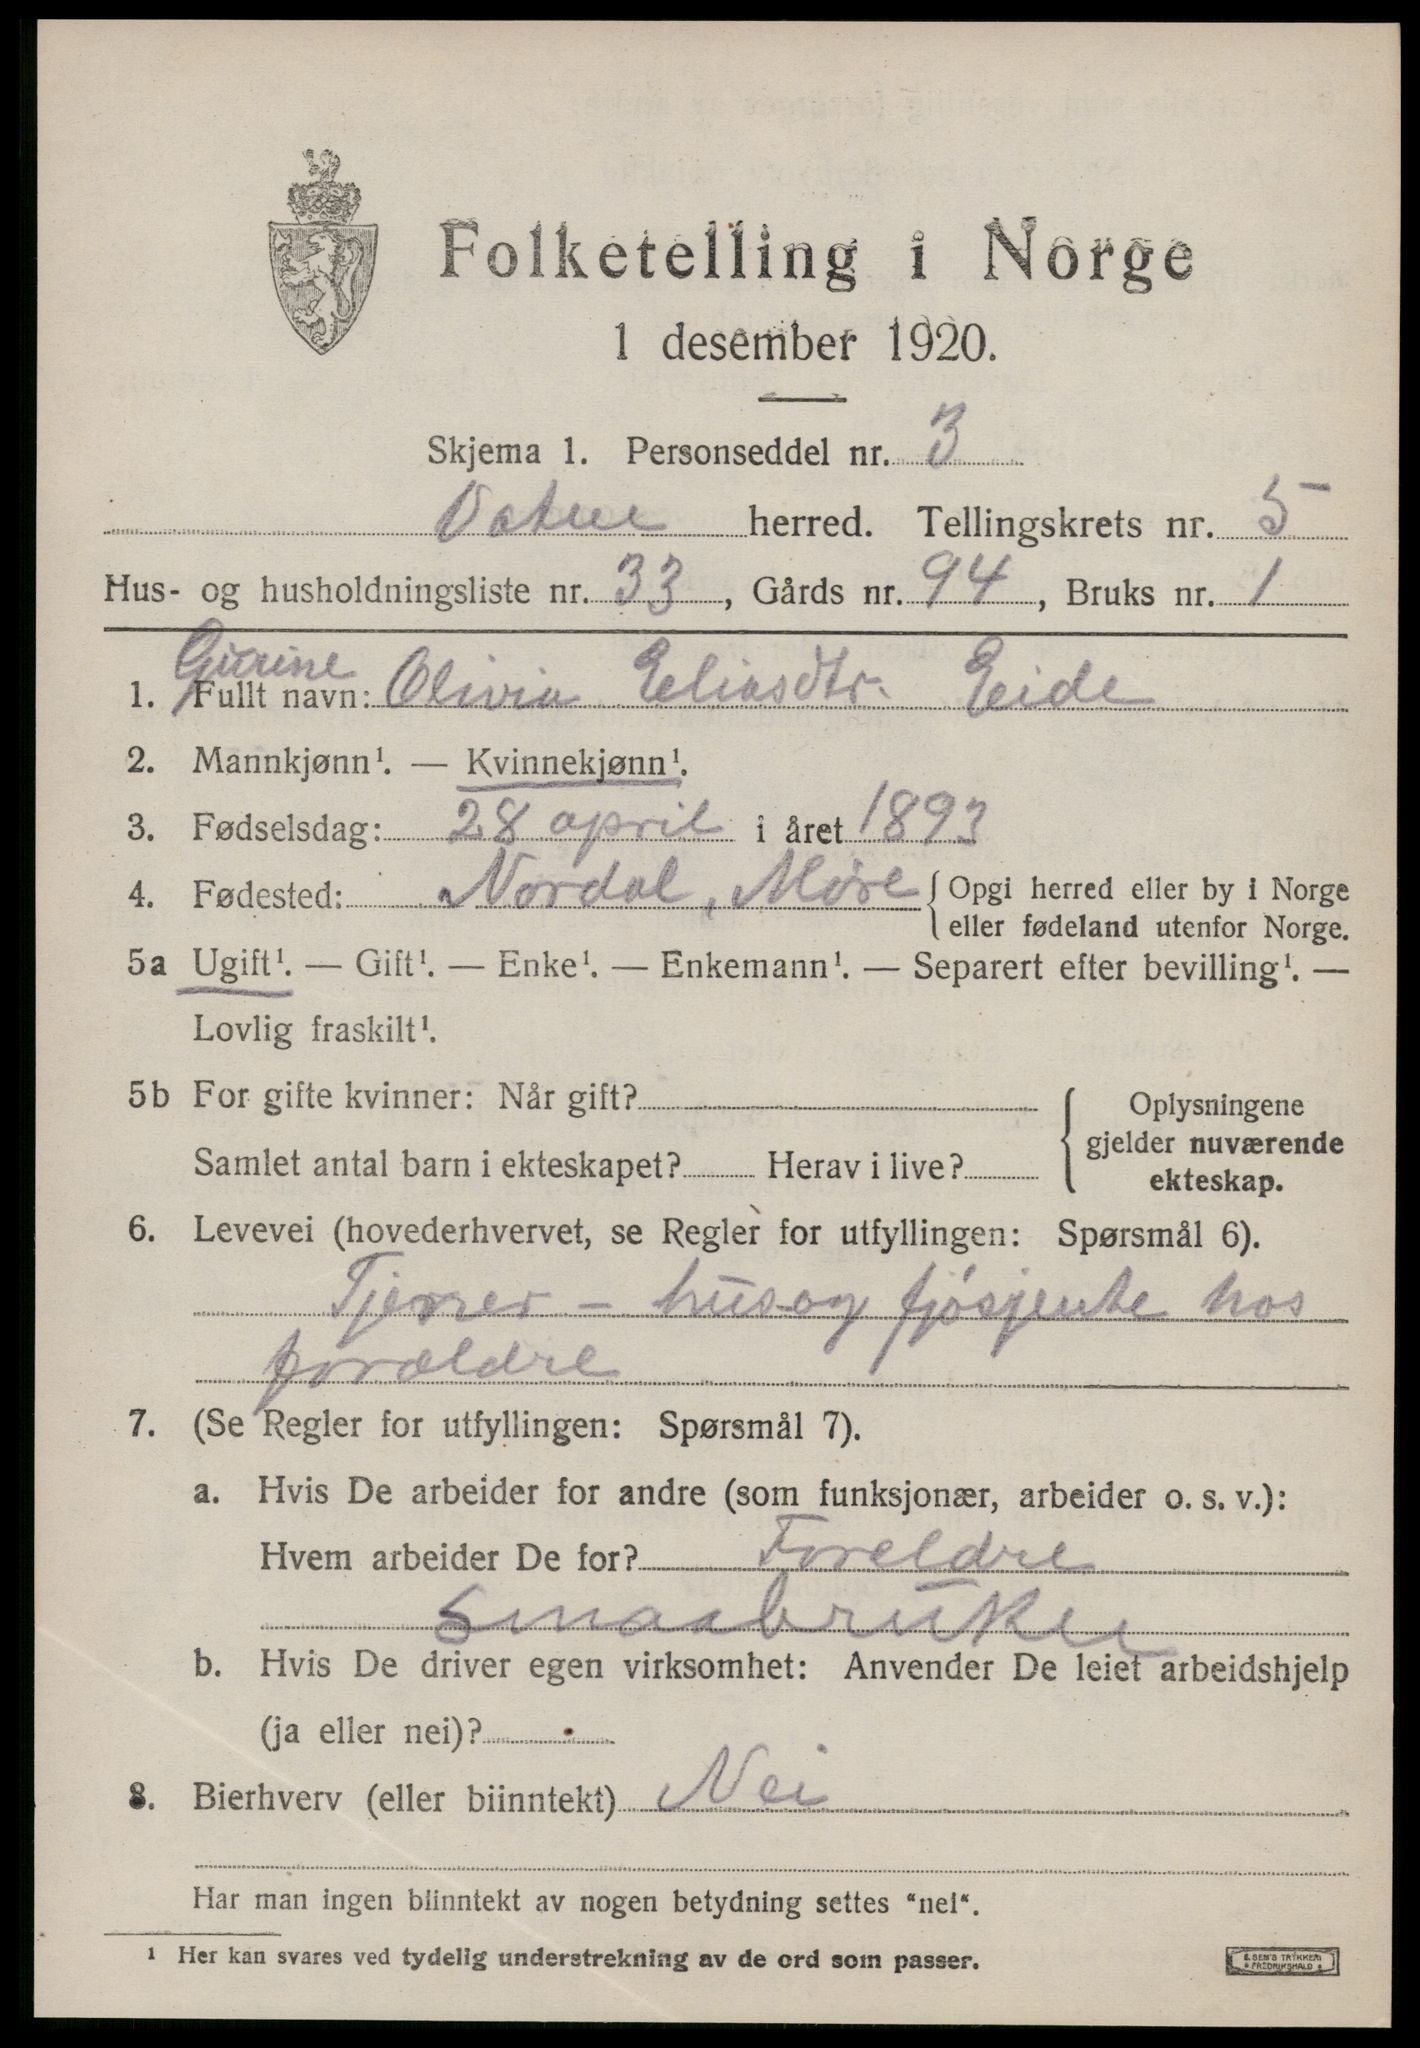 Folketelling i Norge
1 desember 1920.
Skjema 1. Personseddel nr. 3
Vatne herred. Tellingskrets nr. 5
Hus- og husholdningsliste nr. 33, Gårds nr. 94, Bruks nr. 1
1. Fullt navn: Olivia Eliasdtr. Eide
2. Mannkjønn¹. — Kvinnekjønn¹.
3. Fødselsdag: 28 april i året 1893
4. Fødested: Nordal, Møre { Opgi herred eller by i Norge
eller fødeland utenfor Norge.
5a Ugift¹. — Gift¹. — Enke¹. — Enkemann¹. — Separert efter bevilling¹. —
Lovlig fraskilt¹.
5b For gifte kvinner: Når gift?
Samlet antal barn i ekteskapet? Herav i live?
{ Oplysningene
gjelder nuværende
ekteskap.
6. Levevei (hovederhvervet, se Regler for utfyllingen: Spørsmål 6).
Tjener - hus og fjøsjente hos
forældre
7. (Se Regler for utfyllingen: Spørsmål 7).
a. Hvis De arbeider for andre (som funksjonær, arbeider o. s. v.):
Hvem arbeider De for? Foreldre
Smaabruker
b. Hvis De driver egen virksomhet: Anvender De leiet arbeidshjelp
(ja eller nei)?
8. Bierhverv (eller biinntekt) Nei
Har man ingen biinntekt av nogen betydning settes "nei".
¹ Her kan svares ved tydelig understrekning av de ord som passer.
E. SEM'S TRYKKERI
FREDRIKSHALD